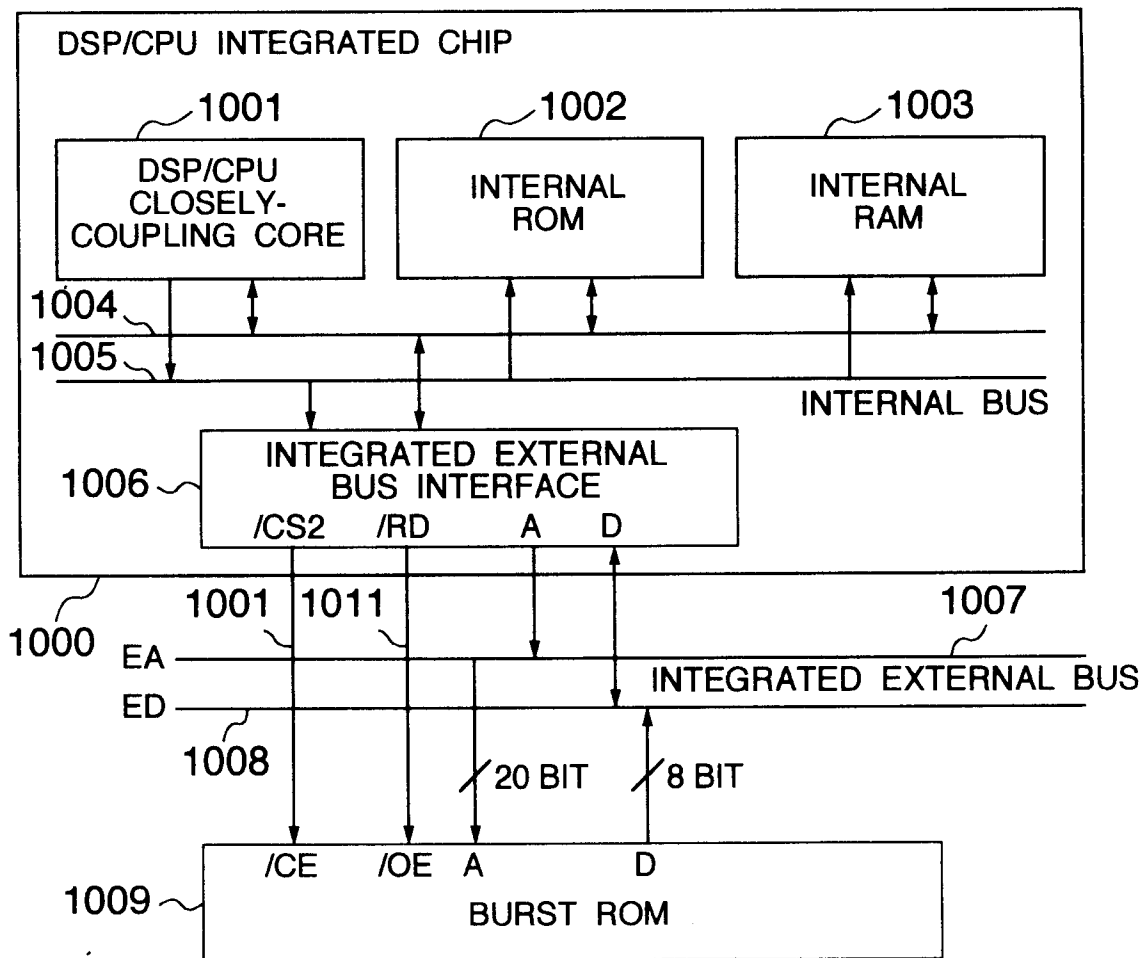 DSP/CPU INTEGRATED CHIP
1001
1002
1003
DSP/CPU
CLOSELY-
COUPLING CORE
INTERNAL
ROM
INTERNAL
RAM
1004
1005
INTERNAL BUS
1006
INTEGRATED EXTERNAL
BUS INTERFACE
/CS2 /RD A D
1000
1001
1011
1007
EA
INTEGRATED EXTERNAL BUS
ED
1008
20 BIT
8 BIT
/CE /OE A D
1009
BURST ROM